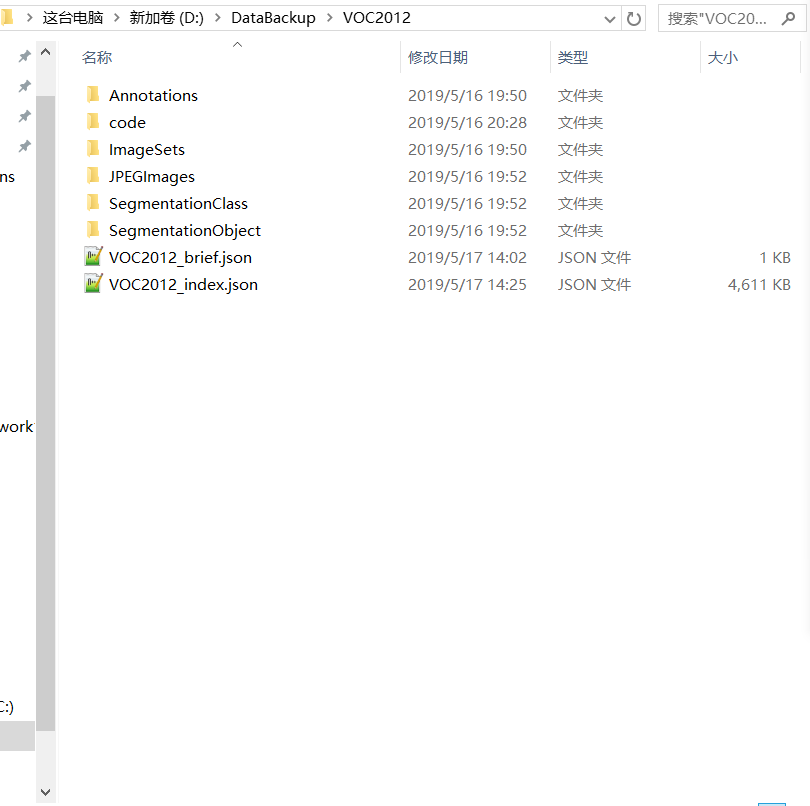 这台电脑 新加卷 (D:) DataBackup VOC2012 搜索"VOC20...
名称 修改日期 类型 大小
Annotations 2019/5/16 19:50 文件夹
code 2019/5/16 20:28 文件夹
ImageSets 2019/5/16 19:50 文件夹
JPEGImages 2019/5/16 19:52 文件夹
ns
SegmentationClass 2019/5/16 19:52 文件夹
SegmentationObject 2019/5/16 19:52 文件夹
VOC2012_brief.json 2019/5/17 14:02 JSON 文件 1 KB
VOC2012_index.json 2019/5/17 14:25 JSON 文件 4,611 KB
work
C:)